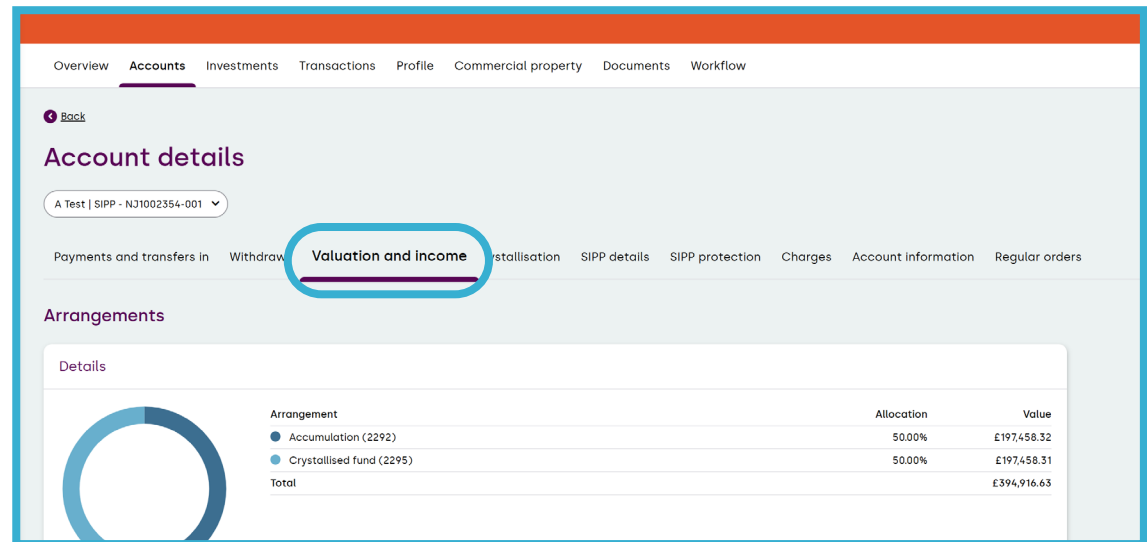 Overview Accounts Investments Transactions Profile Commercial property Documents Workflow
Back
Account details
A Test | SIPP - NJ1002354-001
Payments and transfers in Withdraw Valuation and income stallisation SIPP details SIPP protection Charges Account information Regular orders
Arrangements
Details
Arrangement Allocation Value
Accumulation (2292) 50.00% £197,458.32
Crystallised fund (2295) 50.00% £197,458.31
Total £394,916.63